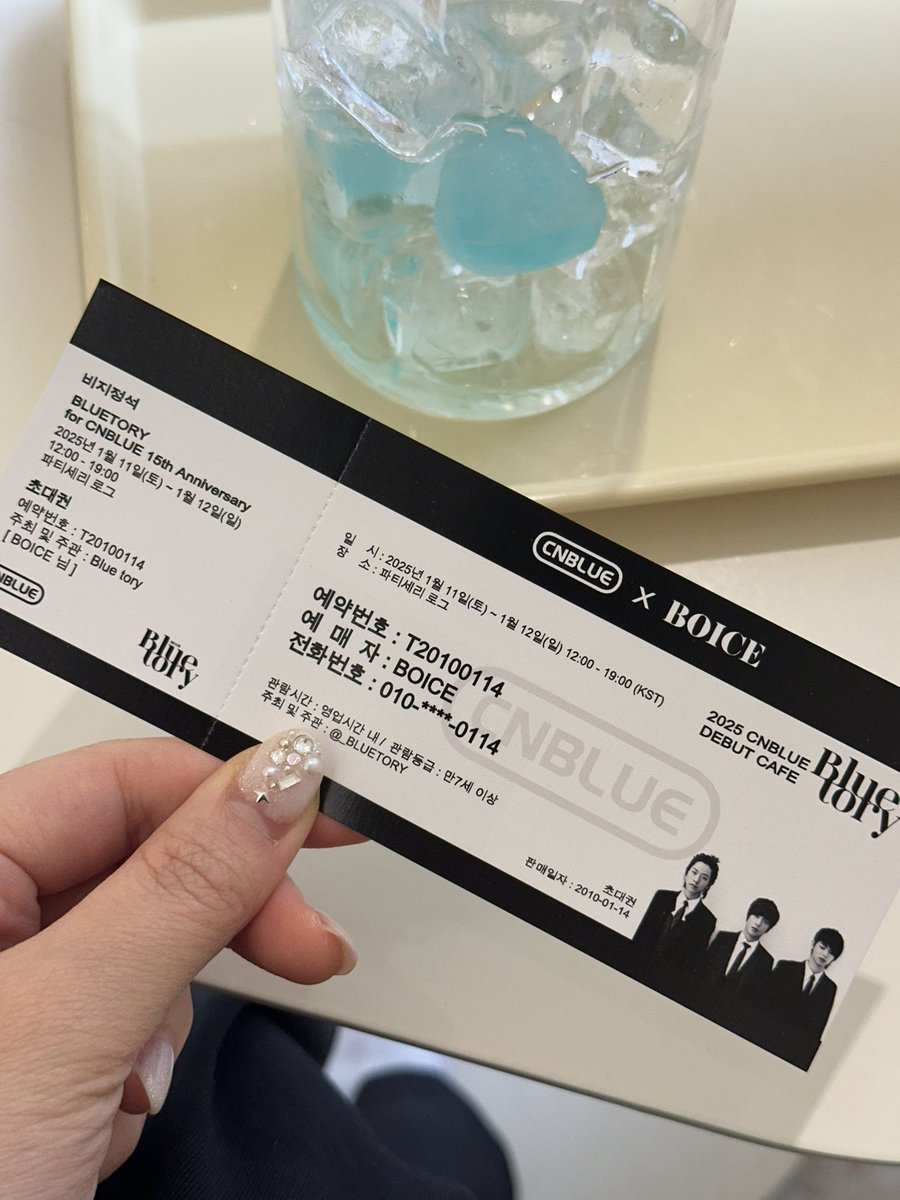 비지정석
BLUETORY
for CNBLUE 15th Anniversary
2025년 1월 11일(토) ~ 1월 12일(일)
12:00 - 19:00
파티세리 로그
초대권
예약번호 : T20100114
주최 및 주관 : Blue tory
[ BOICE 님 ]
CNBLUE
Blue
tory
CNBLUE X BOICE
일 시 : 2025년 1월 11일(토) ~ 1월 12일(일) 12:00 - 19:00 (KST)
장 소 : 파티세리 로그
예약번호 : T20100114
예 매 자 : BOICE
전화번호 : 010-****-0114
관람시간 : 영업시간 내 / 관람등급 : 만7세 이상
주최 및 주관 : @_BLUETORY
CNBLUE
2025 CNBLUE
DEBUT CAFE
Blue
tory
초대권
판매일자 : 2010-01-14